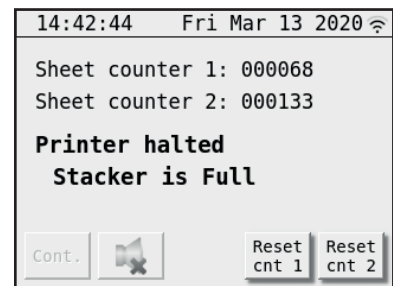 14:42:44 Fri Mar 13 2020
Sheet counter 1: 000068
Sheet counter 2: 000133
Printer halted
Stacker is Full
Cont.
Reset cnt 1
Reset cnt 2